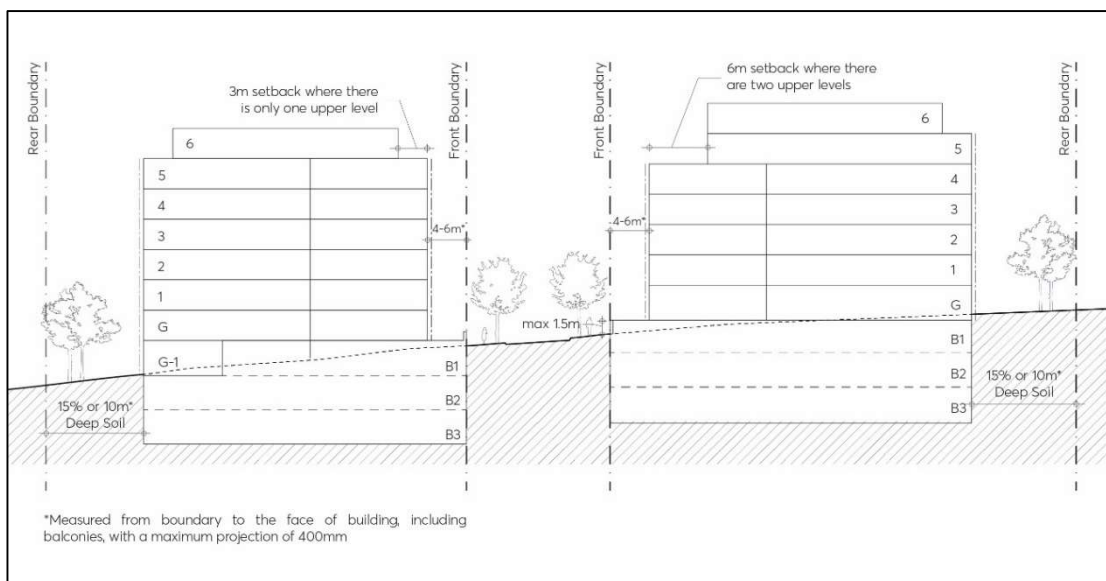 Rear Boundary
3m setback where there
is only one upper level
Front Boundary
6
5
4
3
2
1
G
G-1
4-6m*
B1
B2
B3
15% or 10m*
Deep Soil
Front Boundary
6m setback where there
are two upper levels
Rear Boundary
6
5
4
3
2
1
G
4-6m*
max 1.5m
B1
B2
B3
15% or 10m*
Deep Soil
*Measured from boundary to the face of building, including
balconies, with a maximum projection of 400mm